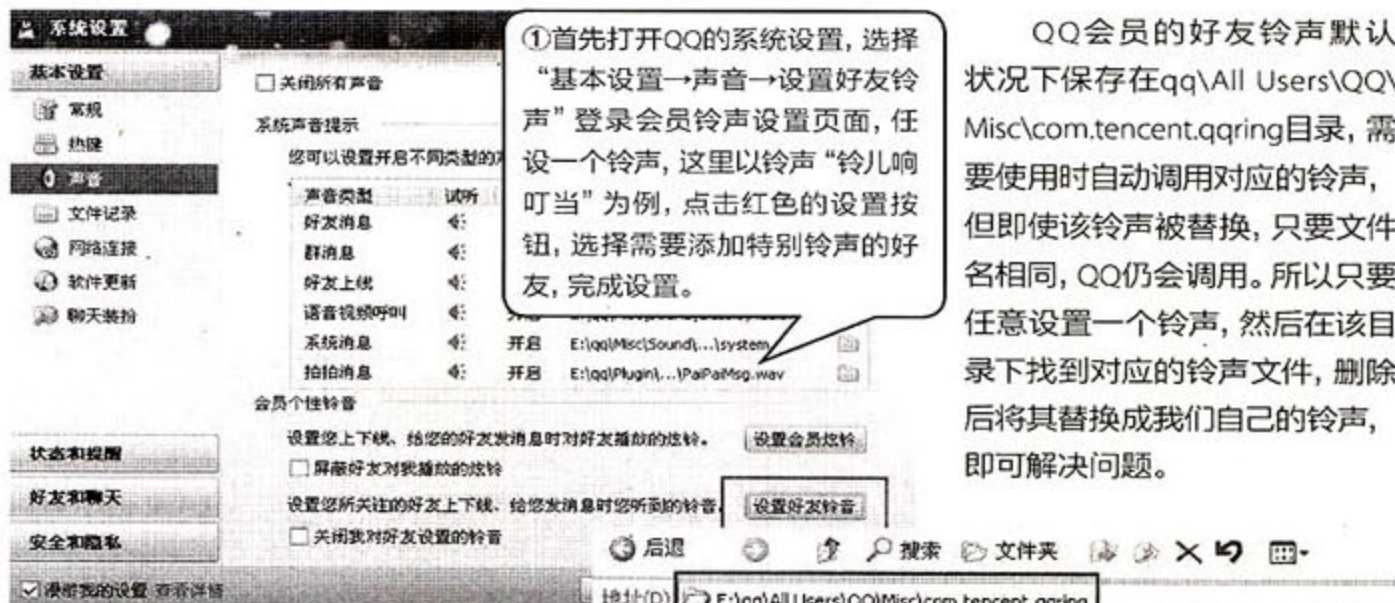 系统设置
基本设置
常规
热键
声音
文件记录
网络连接
软件更新
聊天装扮
状态和提醒
好友和聊天
安全和隐私
漫游我的设置 查看详情
关闭所有声音
系统声音提示
您可以设置开启不同类型的
声音类型 试听
好友消息
群消息
好友上线
语音视频呼叫
系统消息 开启 E:\qq\Misc\Sound\...\system
拍拍消息 开启 E:\qq\Plugin\...\PaiPaiMsg.wav
会员个性铃音
设置您上下线、给您的好友发消息时对好友播放的炫铃。 设置会员炫铃
屏蔽好友对我播放的炫铃
设置您所关注的好友上下线、给您发消息时您听到的铃音。 设置好友铃音
关闭我对好友设置的铃音
①首先打开QQ的系统设置，选择
“基本设置→声音→设置好友铃
声”登录会员铃声设置页面，任
设一个铃声，这里以铃声“铃儿响
叮当”为例，点击红色的设置按
钮，选择需要添加特别铃声的好
友，完成设置。
QQ会员的好友铃声默认
状况下保存在qq\All Users\QQ\
Misc\com.tencent.qqring目录，需
要使用时自动调用对应的铃声，
但即使该铃声被替换，只要文件
名相同，QQ仍会调用。所以只要
任意设置一个铃声，然后在该目
录下找到对应的铃声文件，删除
后将其替换成我们自己的铃声，
即可解决问题。
后退 搜索 文件夹
地址(D) E:\qq\All Users\QQ\Misc\com.tencent.qqring